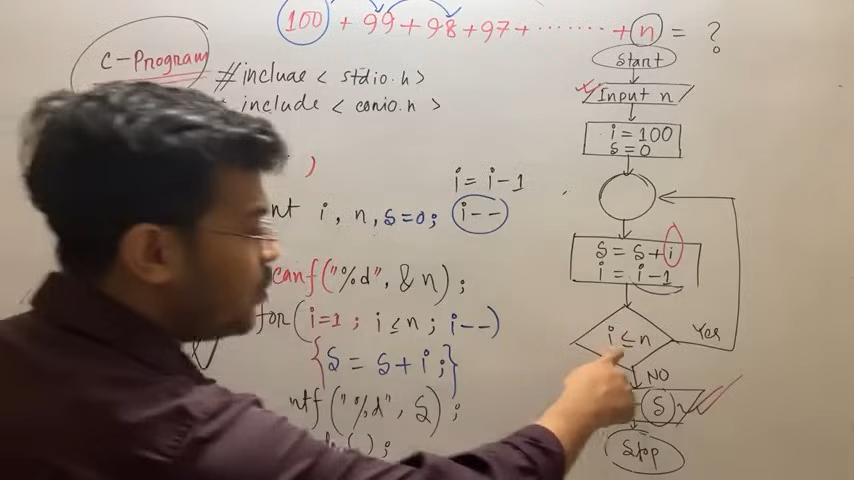 100 + 99 + 98 + 97 + ........ + n = ?
C-Program
#include < stdio.h >
include < conio.h >
)
i = i-1
nt i, n, s=0; i--
canf("%d", & n);
for(i=1; i≤n; i--)
{S = S + i;}
ntf("%d", S);
();
Start
Input n
i = 100
s = 0
S = S + i
i = i-1
i ≤ n
Yes
NO
S
Stop